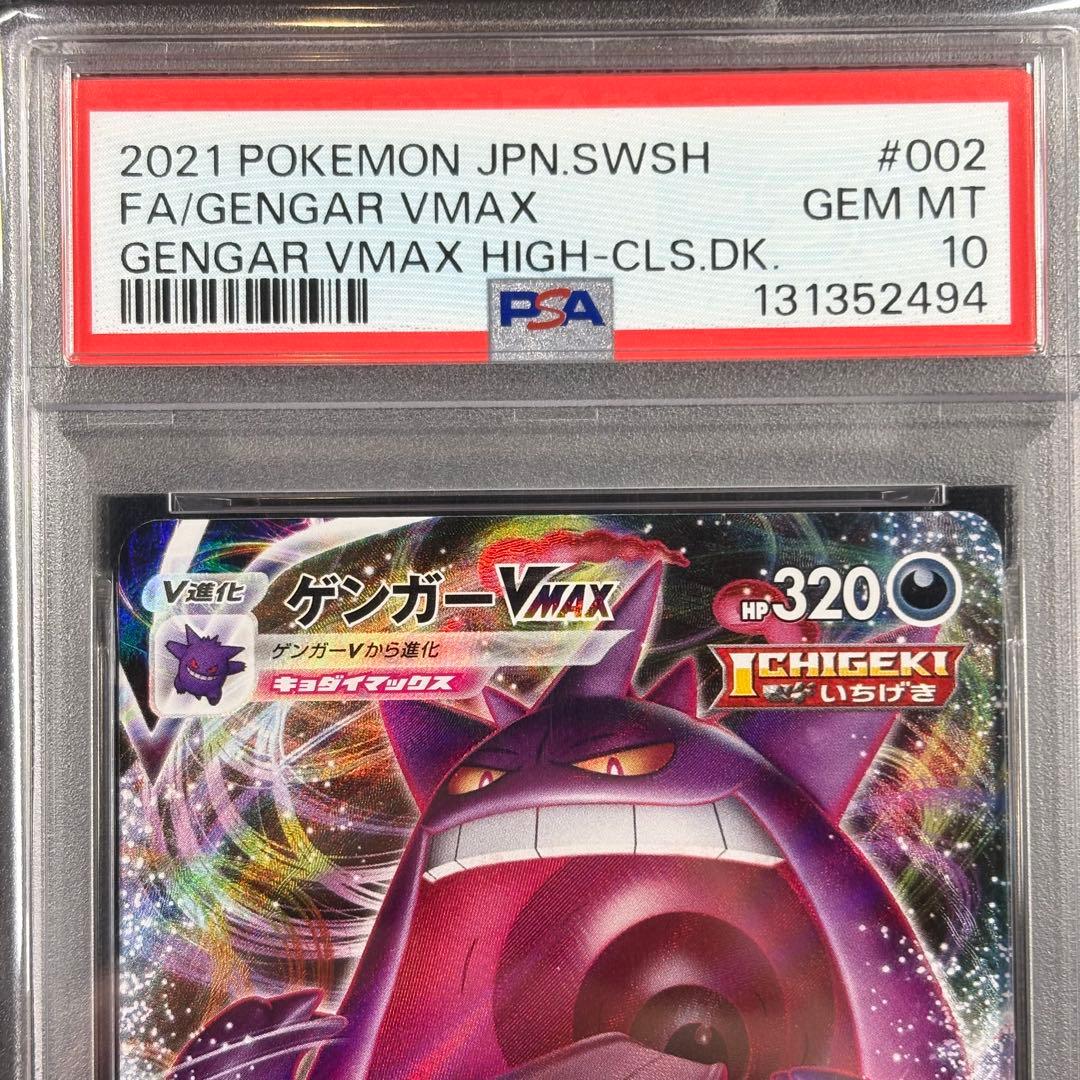 2021 POKEMON JPN.SWSH #002
FA/GENGAR VMAX GEM MT
GENGAR VMAX HIGH-CLS.DK. 10
PSA 131352494
V進化 ゲンガーVMAX HP320
ゲンガーVから進化
キョダイマックス
ICHIGEKI
いちげき